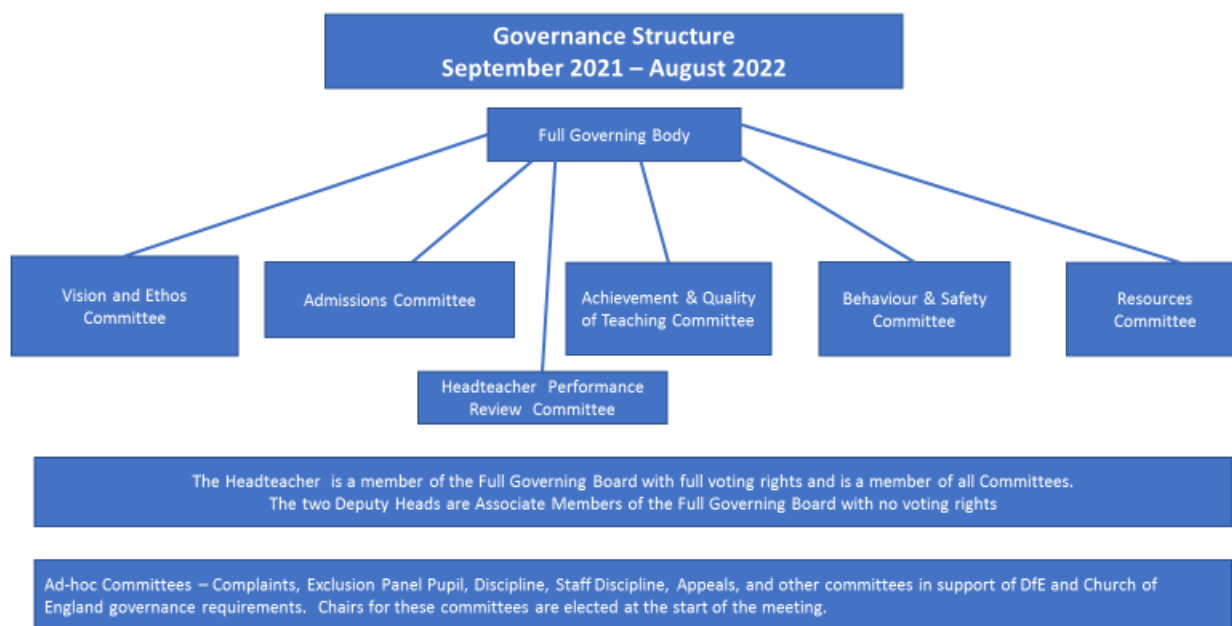 Governance Structure
September 2021 – August 2022
Full Governing Body
Vision and Ethos
Committee
Admissions Committee
Achievement & Quality
of Teaching Committee
Behaviour & Safety
Committee
Resources
Committee
Headteacher Performance
Review Committee
The Headteacher is a member of the Full Governing Board with full voting rights and is a member of all Committees.
The two Deputy Heads are Associate Members of the Full Governing Board with no voting rights
Ad-hoc Committees – Complaints, Exclusion Panel Pupil, Discipline, Staff Discipline, Appeals, and other committees in support of DfE and Church of
England governance requirements. Chairs for these committees are elected at the start of the meeting.